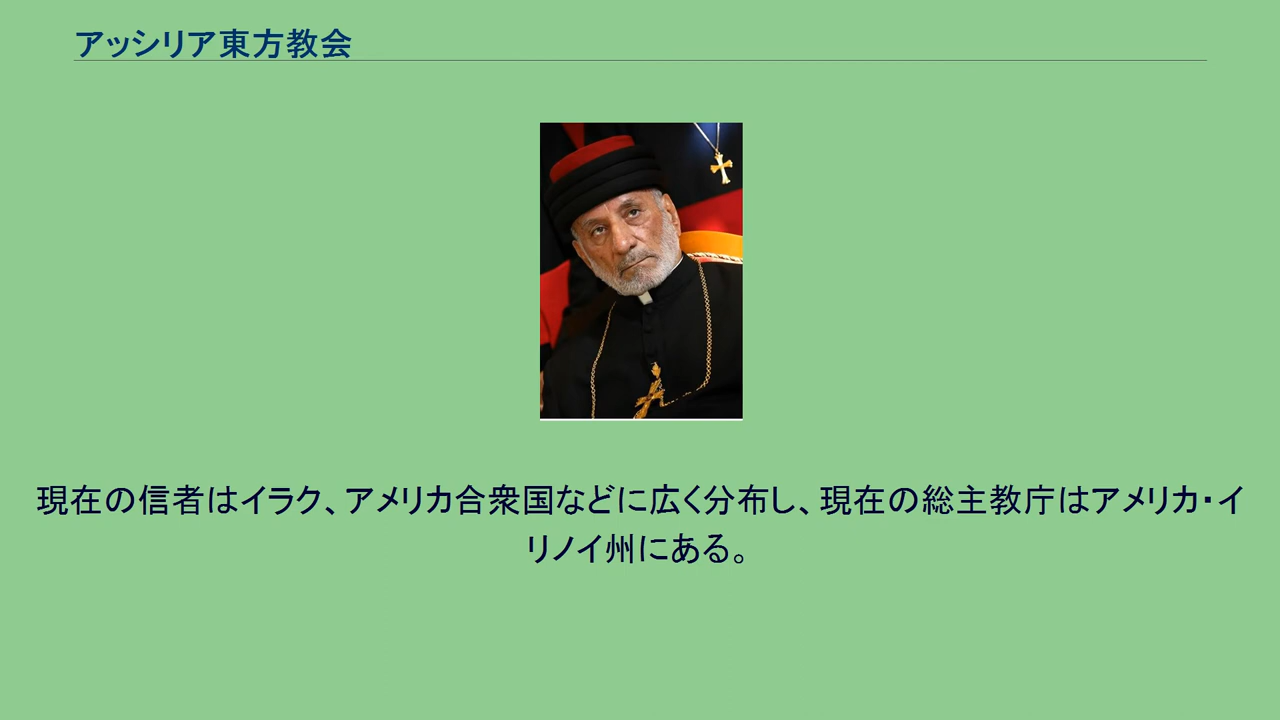 アッシリア東方教会
現在の信者はイラク、アメリカ合衆国などに広く分布し、現在の総主教庁はアメリカ・イ
リノイ州にある。